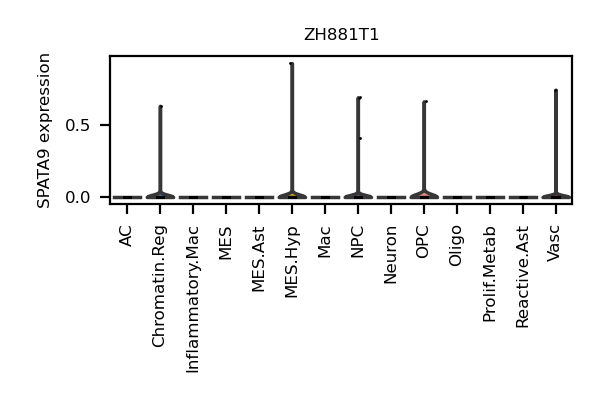 ZH881T1
SPATA9 expression
0.5
0.0
AC
Chromatin.Reg
Inflammatory.Mac
MES
MES.Ast
MES.Hyp
Mac
NPC
Neuron
OPC
Oligo
Prolif.Metab
Reactive.Ast
Vasc